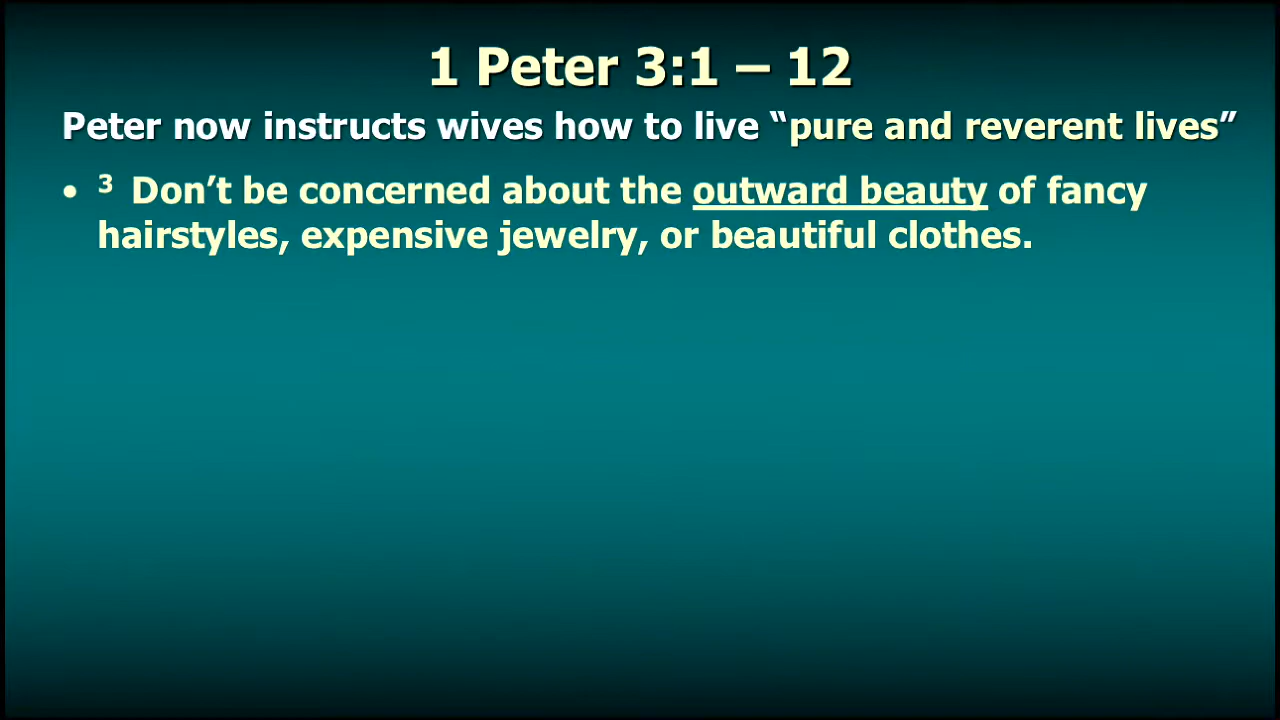 1 Peter 3:1 – 12
Peter now instructs wives how to live “pure and reverent lives”
• ³ Don’t be concerned about the outward beauty of fancy
hairstyles, expensive jewelry, or beautiful clothes.